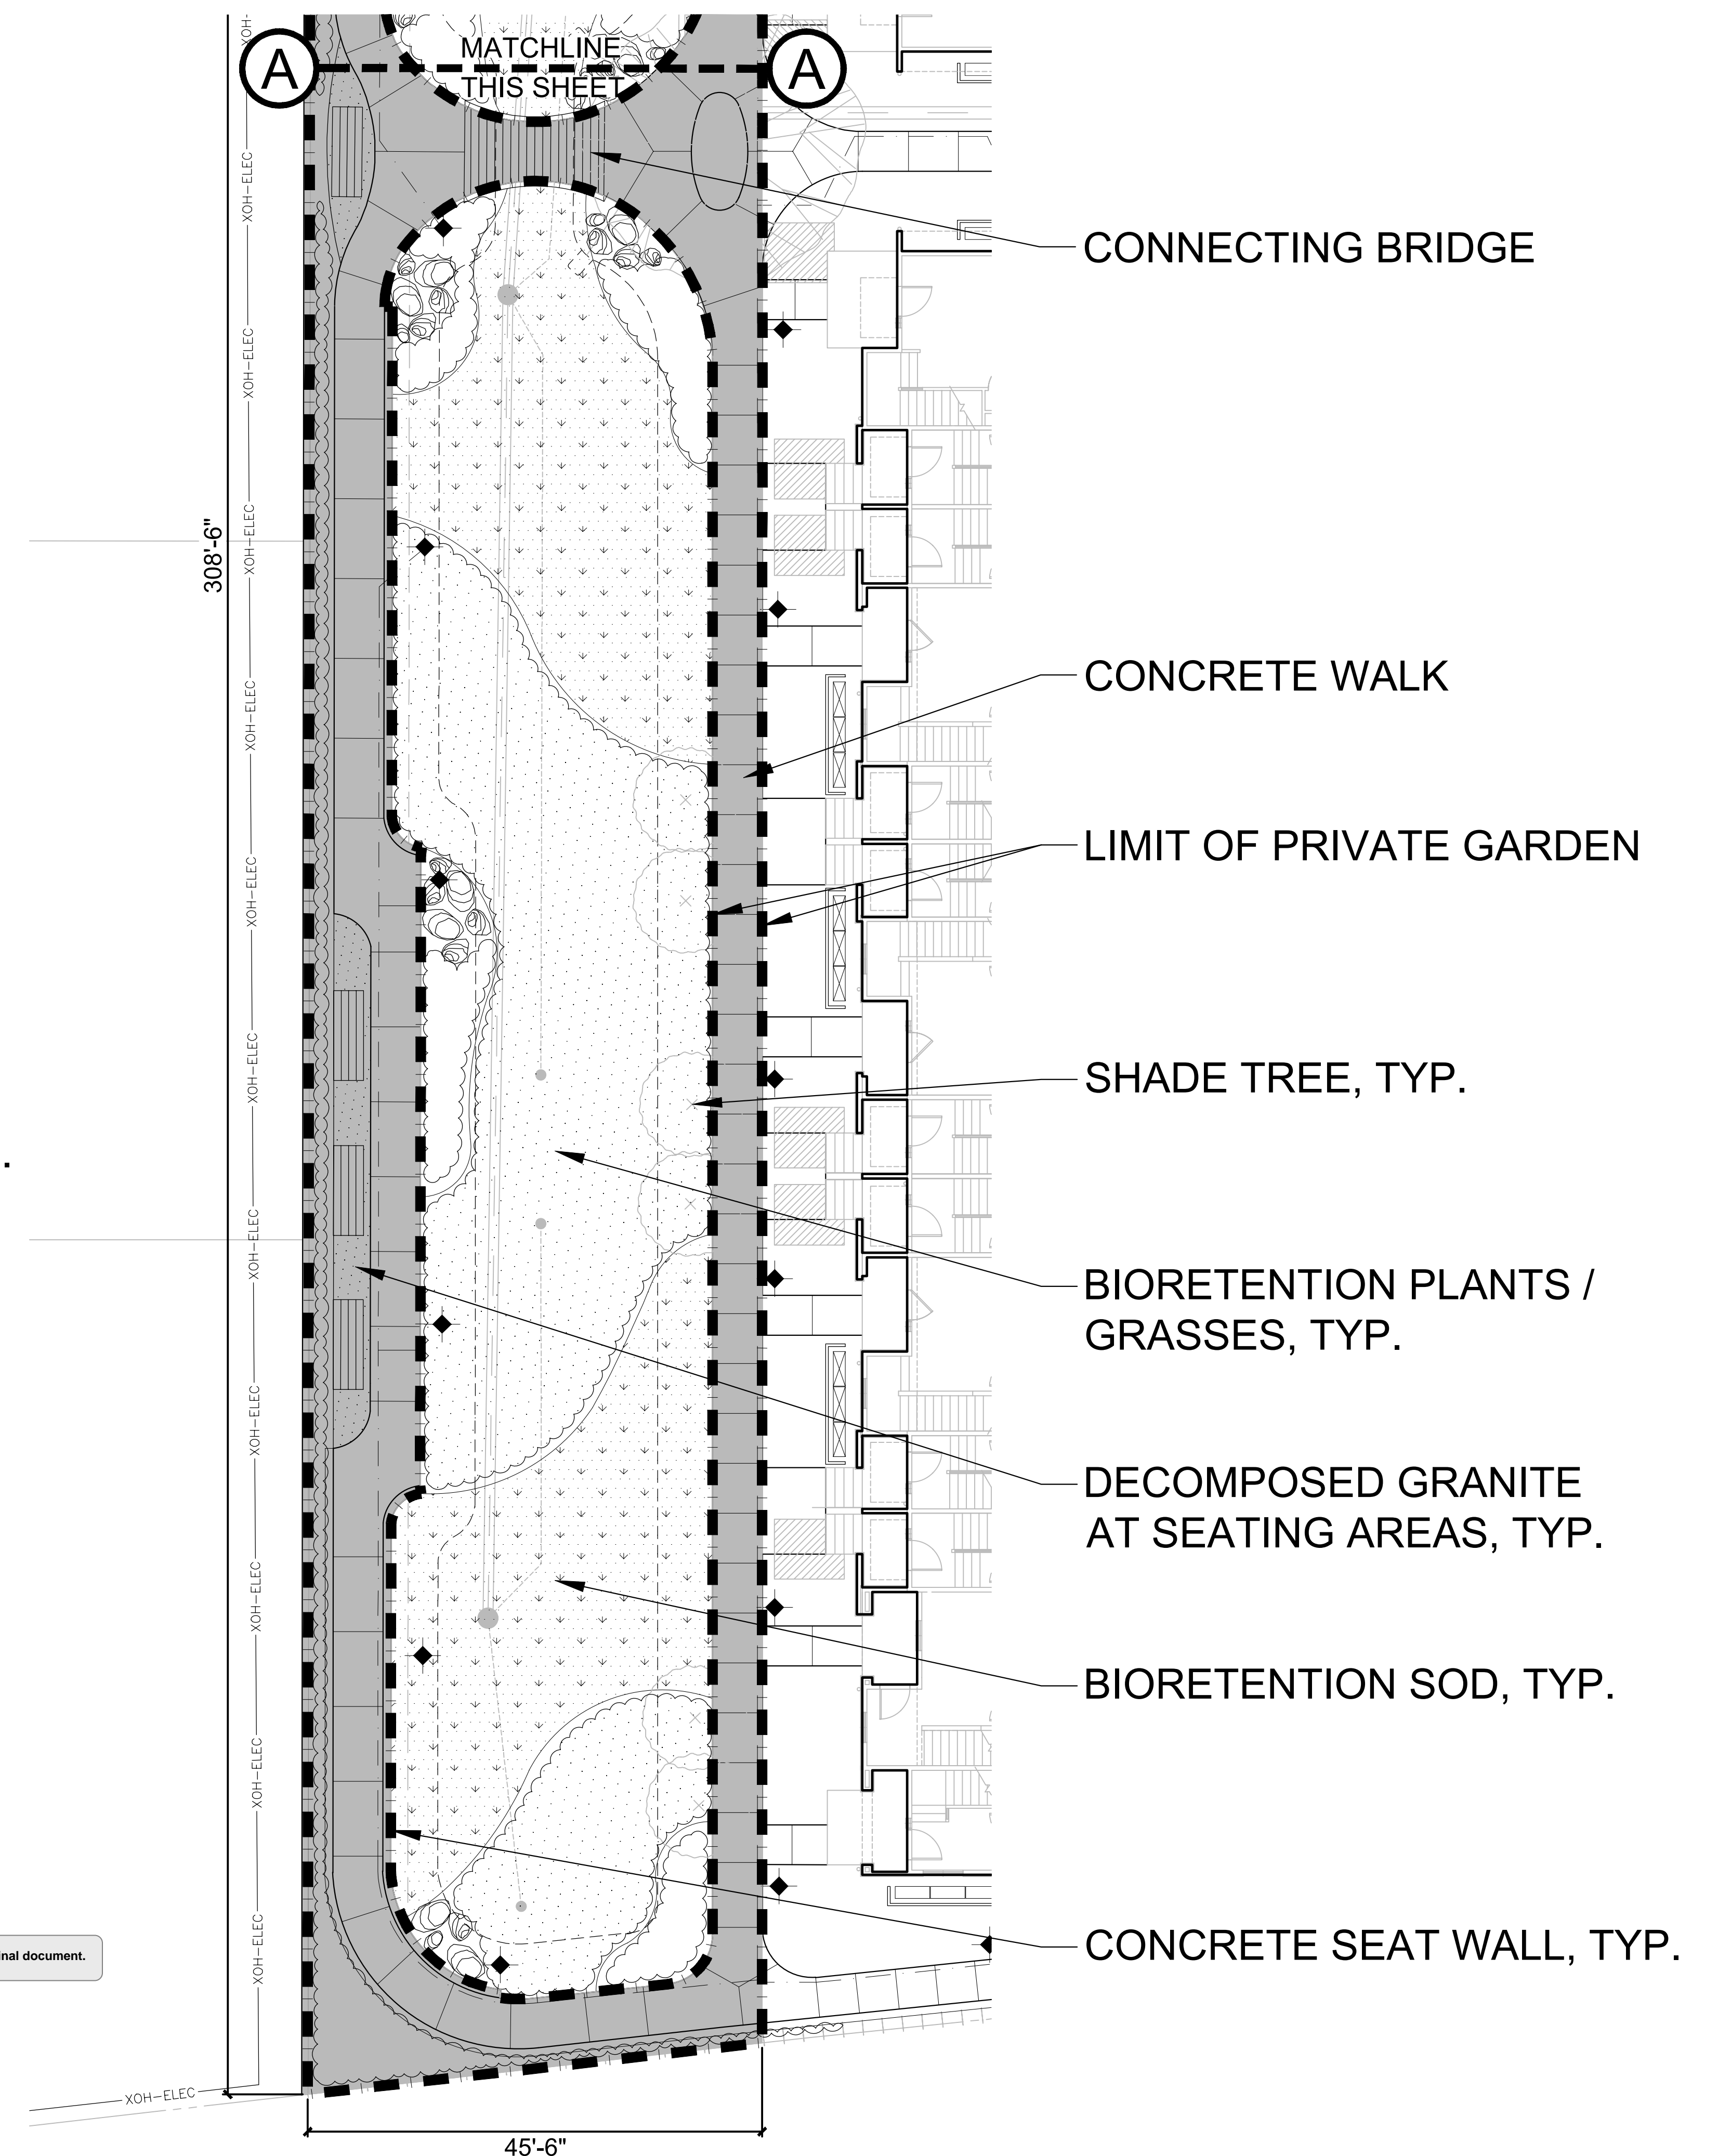 A
MATCHLINE
THIS SHEET
A
CONNECTING BRIDGE
308'-6"
CONCRETE WALK
LIMIT OF PRIVATE GARDEN
SHADE TREE, TYP.
.
BIORETENTION PLANTS /
GRASSES, TYP.
DECOMPOSED GRANITE
AT SEATING AREAS, TYP.
BIORETENTION SOD, TYP.
CONCRETE SEAT WALL, TYP.
inal document.
XOH-
XOH-ELEC
XOH-ELEC
XOH-ELEC
XOH-ELEC
XOH-ELEC
XOH-ELEC
XOH-ELEC
XOH-ELEC
XOH-ELEC
XOH-ELEC
XOH-ELEC
XOH-ELEC
45'-6"